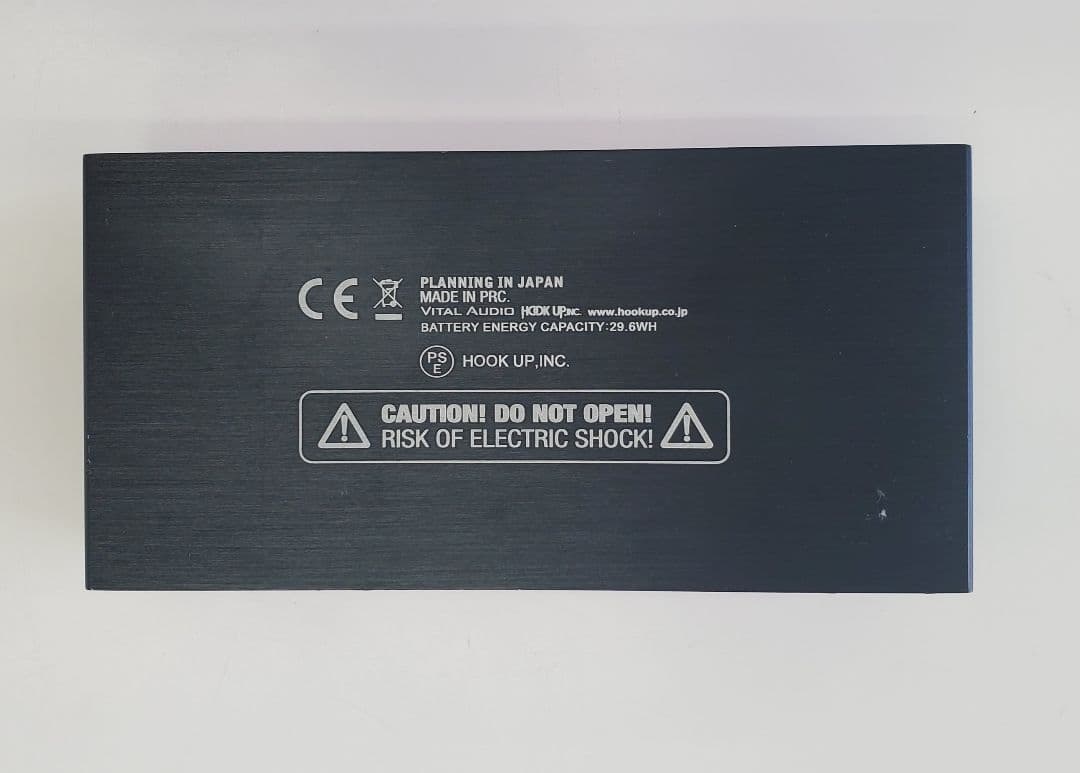 CE PLANNING IN JAPAN
MADE IN PRC.
VITAL AUDIO HOOK UP,INC. www.hookup.co.jp
BATTERY ENERGY CAPACITY:29.6WH
PSE HOOK UP,INC.
CAUTION! DO NOT OPEN!
RISK OF ELECTRIC SHOCK!